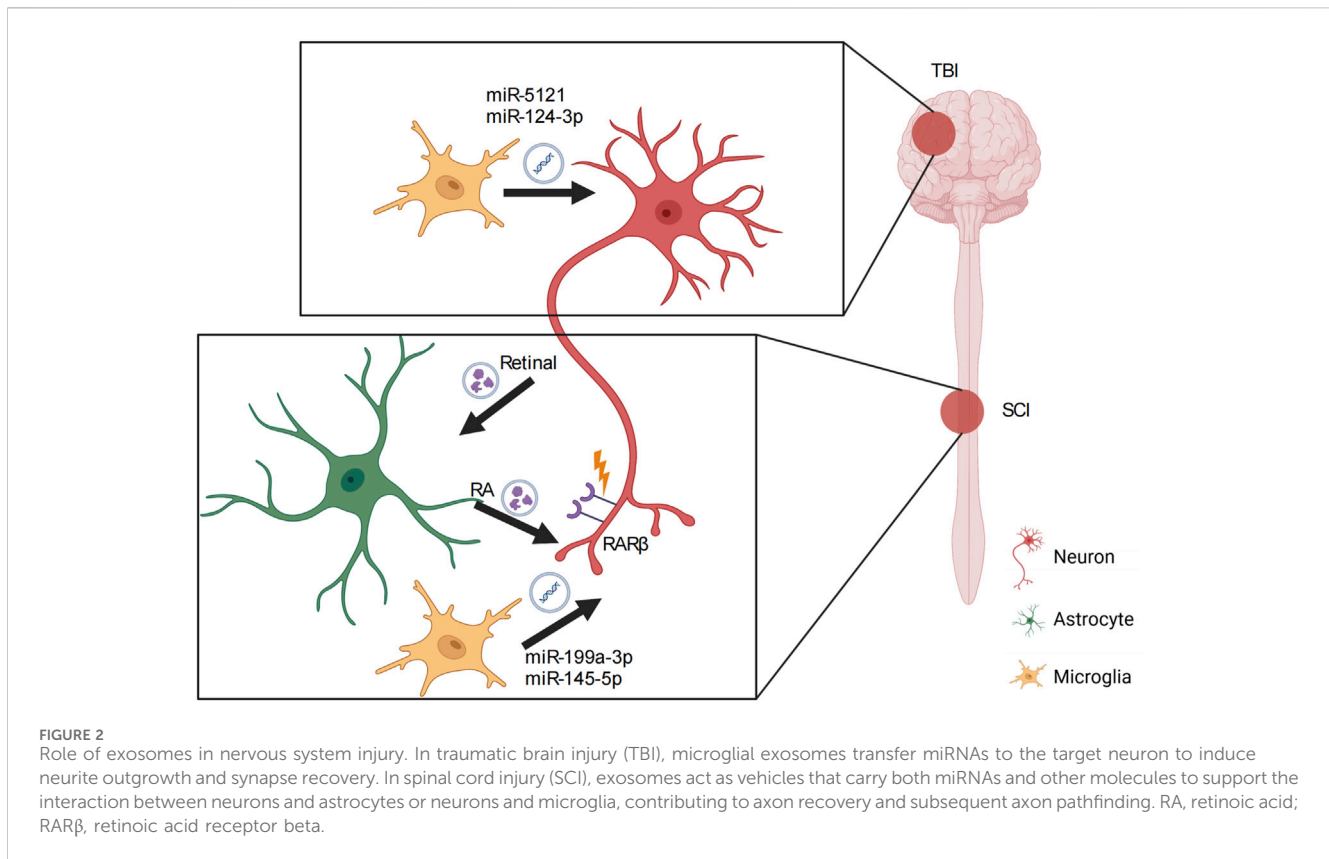 TBI
miR-5121
miR-124-3p
Retinal
SCI
RA
RARβ
miR-199a-3p
miR-145-5p
Neuron
Astrocyte
Microglia
FIGURE 2
Role of exosomes in nervous system injury. In traumatic brain injury (TBI), microglial exosomes transfer miRNAs to the target neuron to induce
neurite outgrowth and synapse recovery. In spinal cord injury (SCI), exosomes act as vehicles that carry both miRNAs and other molecules to support the
interaction between neurons and astrocytes or neurons and microglia, contributing to axon recovery and subsequent axon pathfinding. RA, retinoic acid;
RARβ, retinoic acid receptor beta.